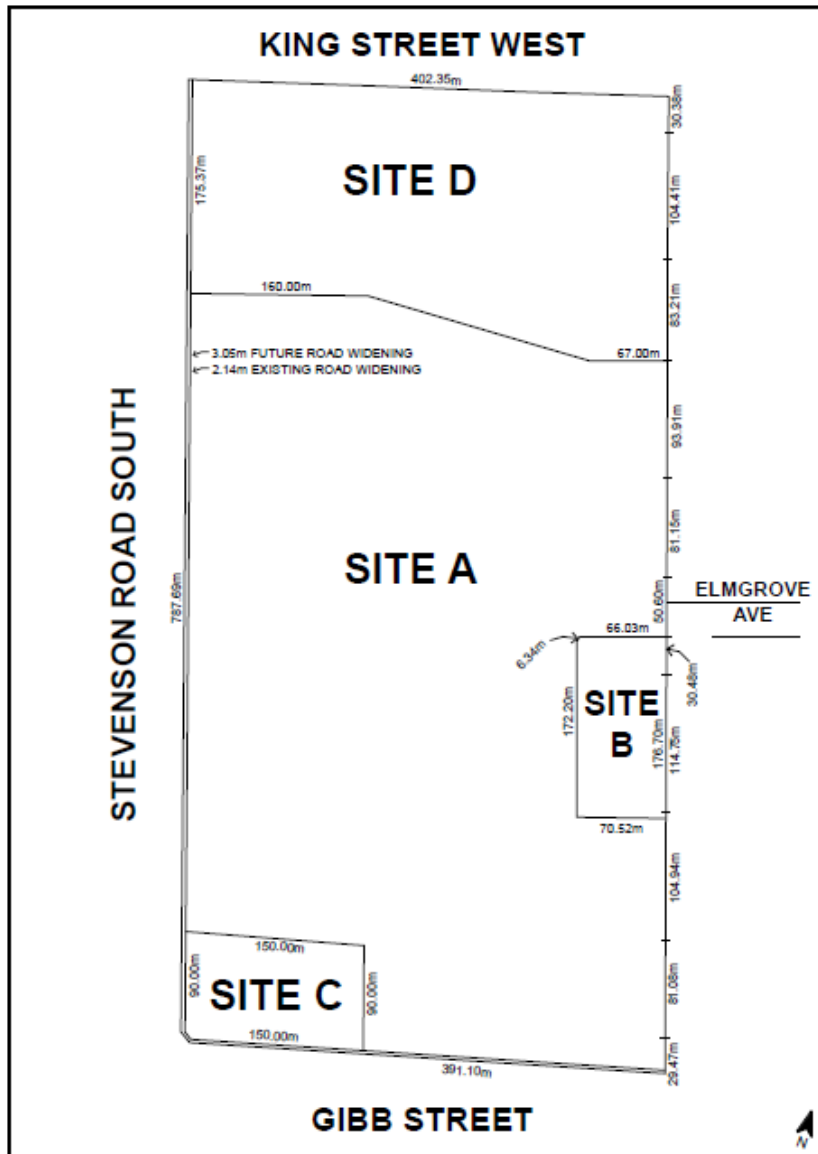 KING STREET WEST
402.35m
30.38m
175.37m
SITE D
104.41m
160.00m
83.21m
67.00m
3.05m FUTURE ROAD WIDENING
2.14m EXISTING ROAD WIDENING
93.91m
STEVENSON ROAD SOUTH
787.69m
SITE A
81.15m
50.60m
ELMGROVE
AVE
66.03m
6.34m
30.48m
172.20m
SITE
B
176.70m
114.75m
70.52m
104.94m
150.00m
90.00m
SITE C
90.00m
81.08m
150.00m
391.10m
29.47m
GIBB STREET
N